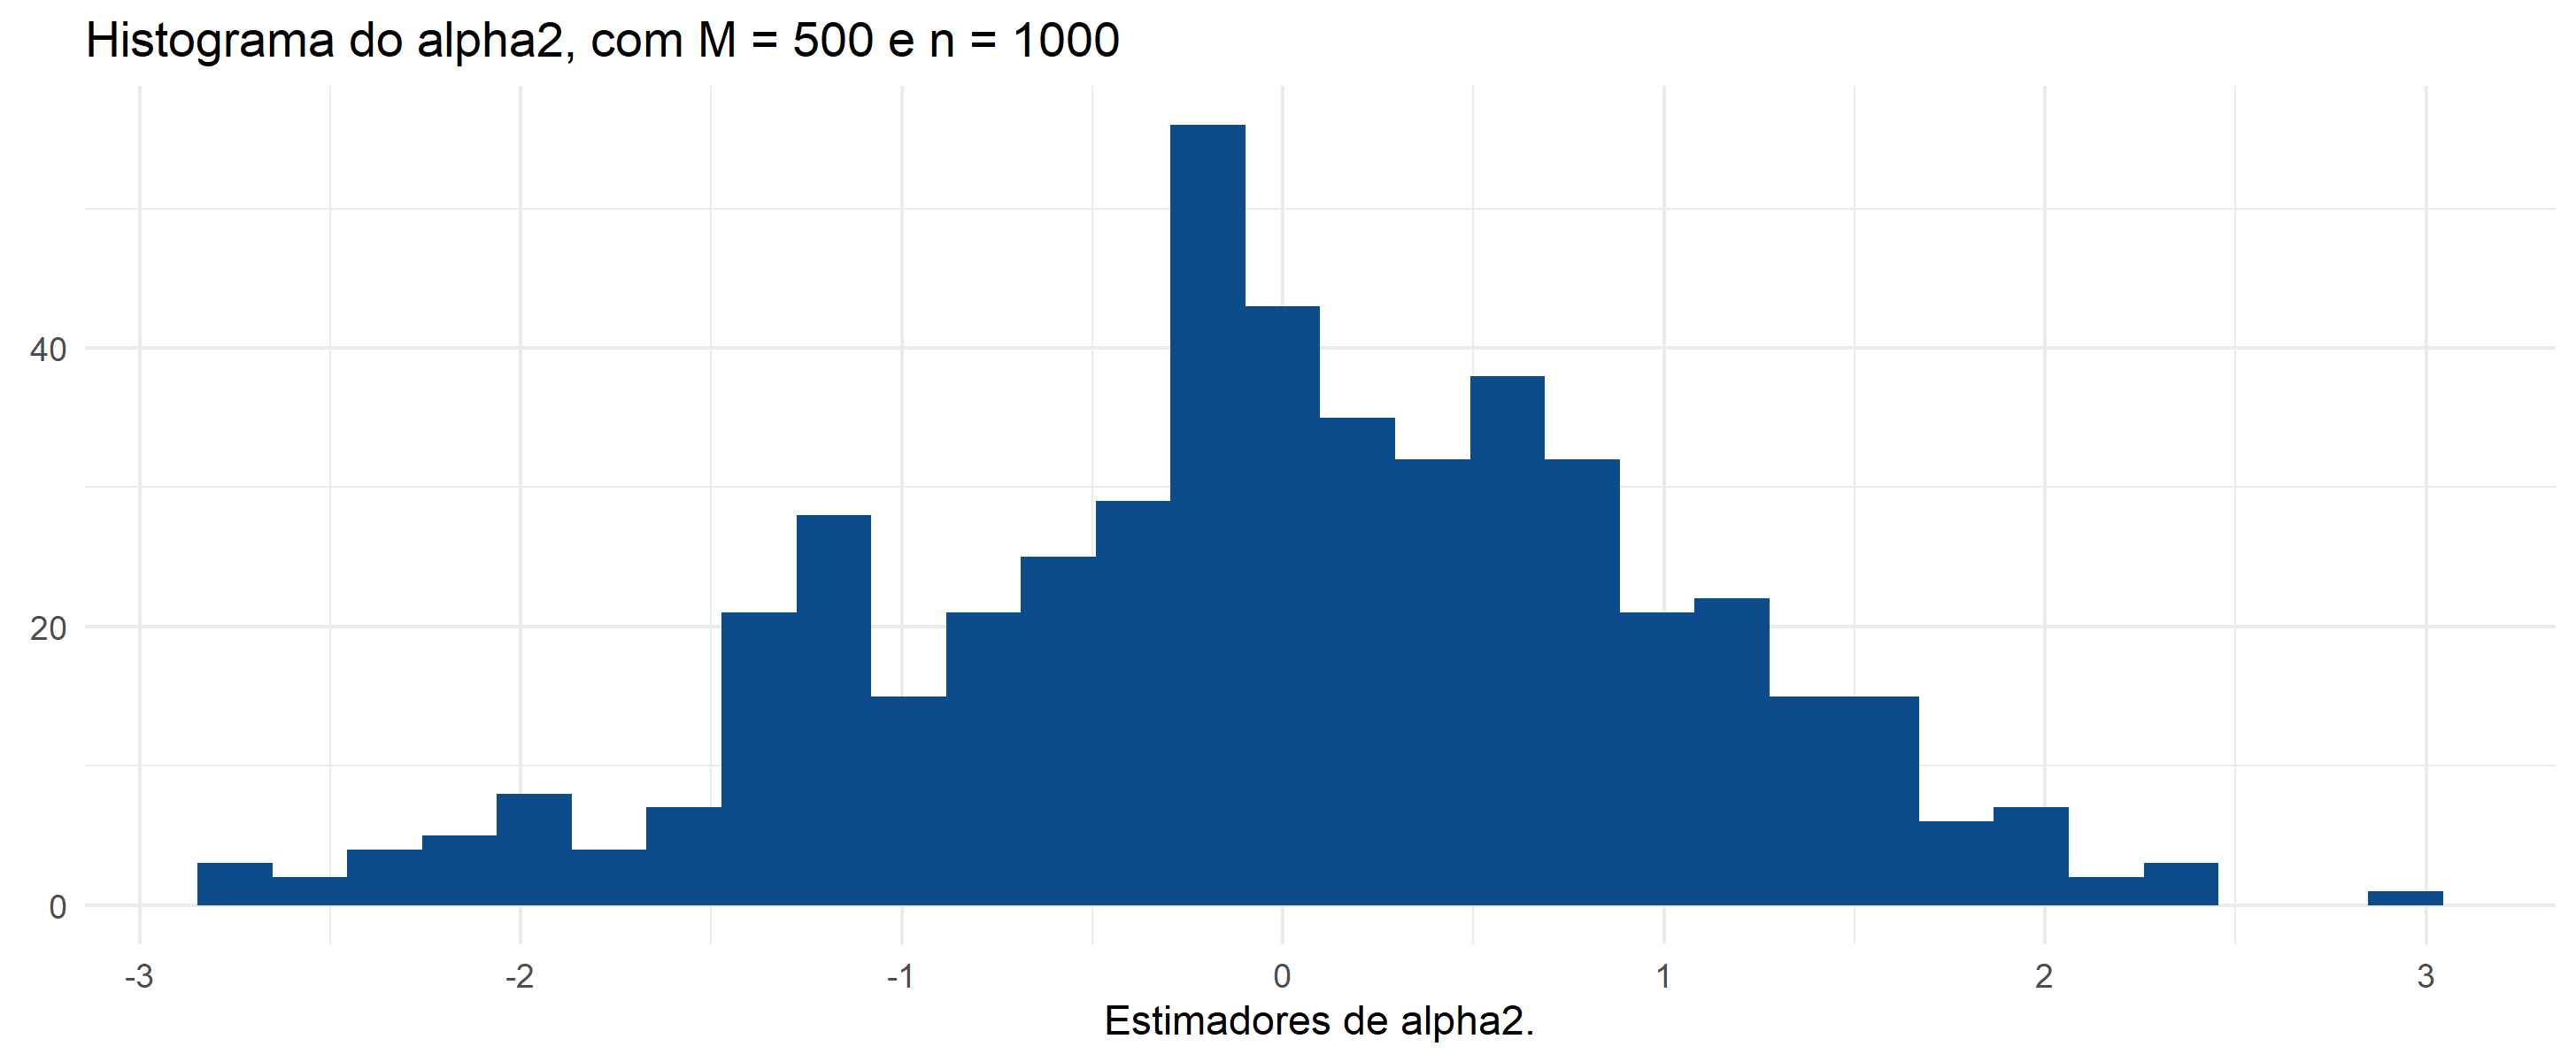 Histograma do alpha2, com M = 500 e n = 1000
40
20
0
-3 -2 -1 0 1 2 3
Estimadores de alpha2.